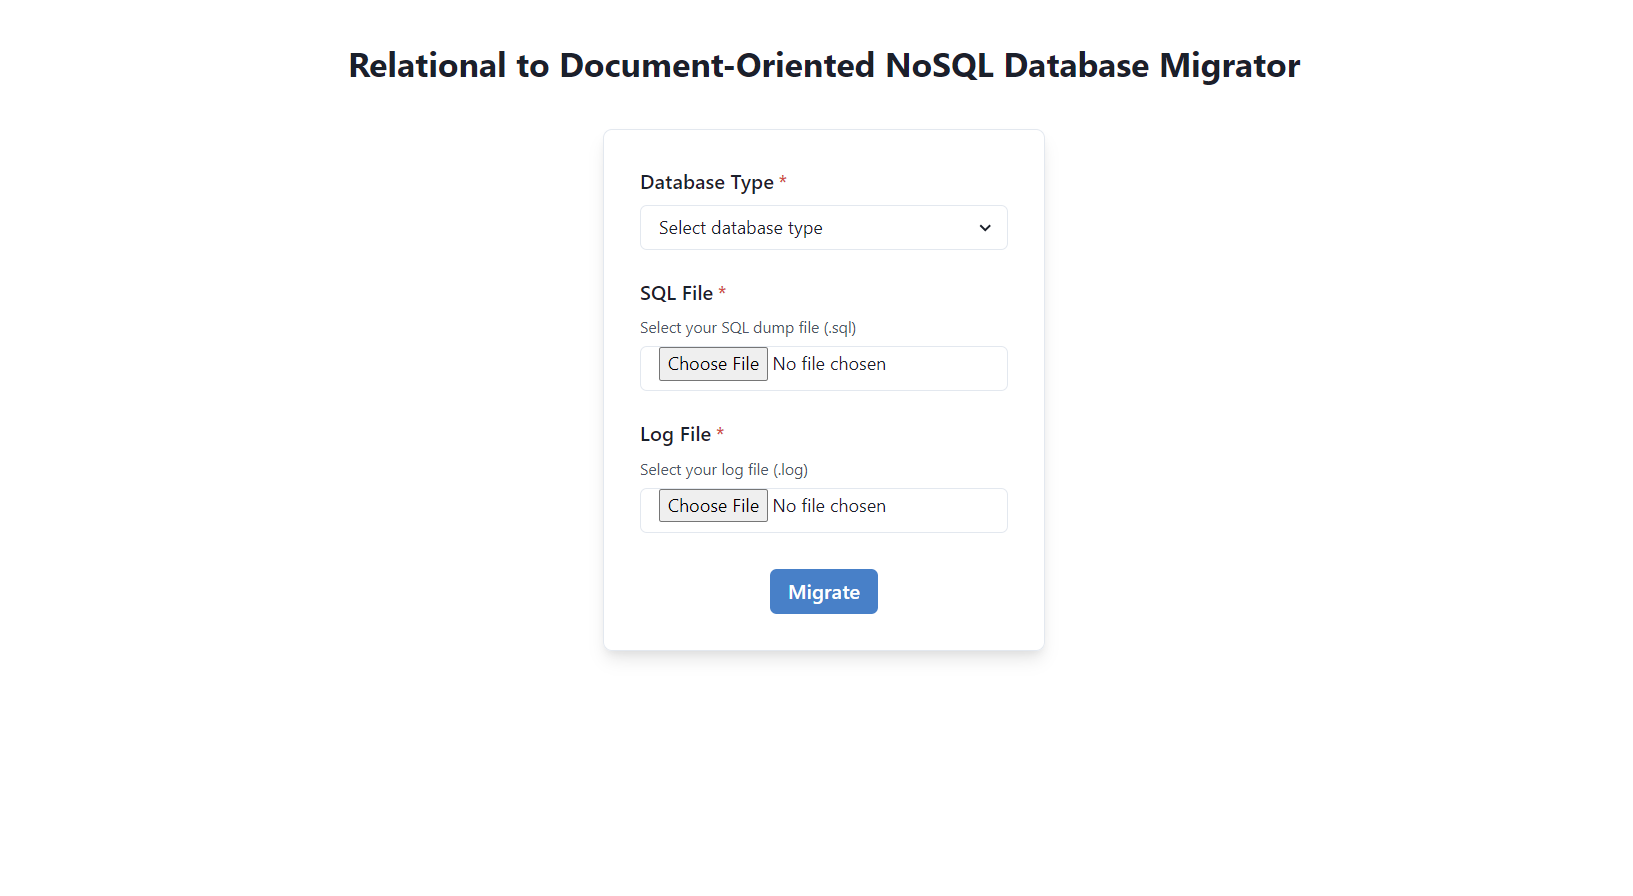 Relational to Document-Oriented NoSQL Database Migrator
Database Type *
Select database type
SQL File *
Select your SQL dump file (.sql)
Choose File No file chosen
Log File *
Select your log file (.log)
Choose File No file chosen
Migrate